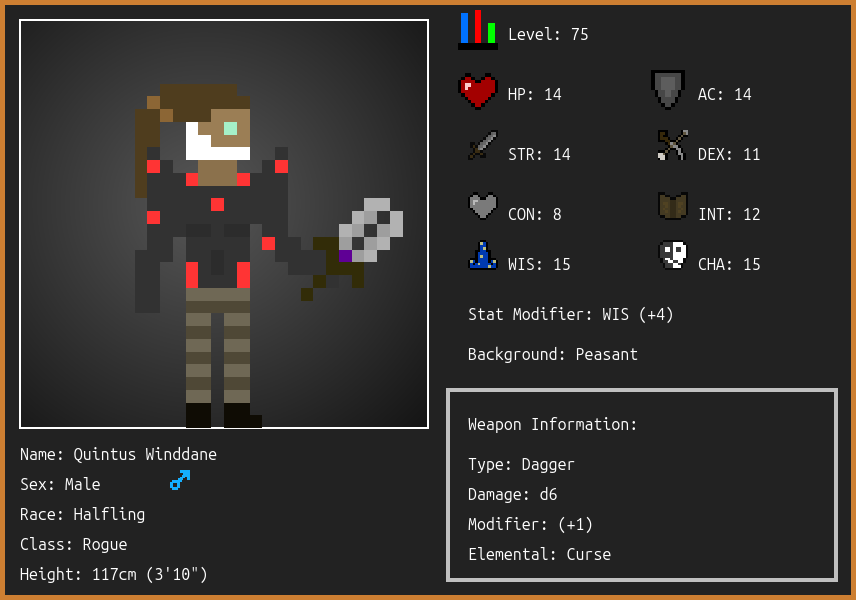 Level: 75
HP: 14
AC: 14
STR: 14
DEX: 11
CON: 8
INT: 12
WIS: 15
CHA: 15
Stat Modifier: WIS (+4)
Background: Peasant
Weapon Information:
Type: Dagger
Damage: d6
Modifier: (+1)
Elemental: Curse
Name: Quintus Winddane
Sex: Male
Race: Halfling
Class: Rogue
Height: 117cm (3'10")